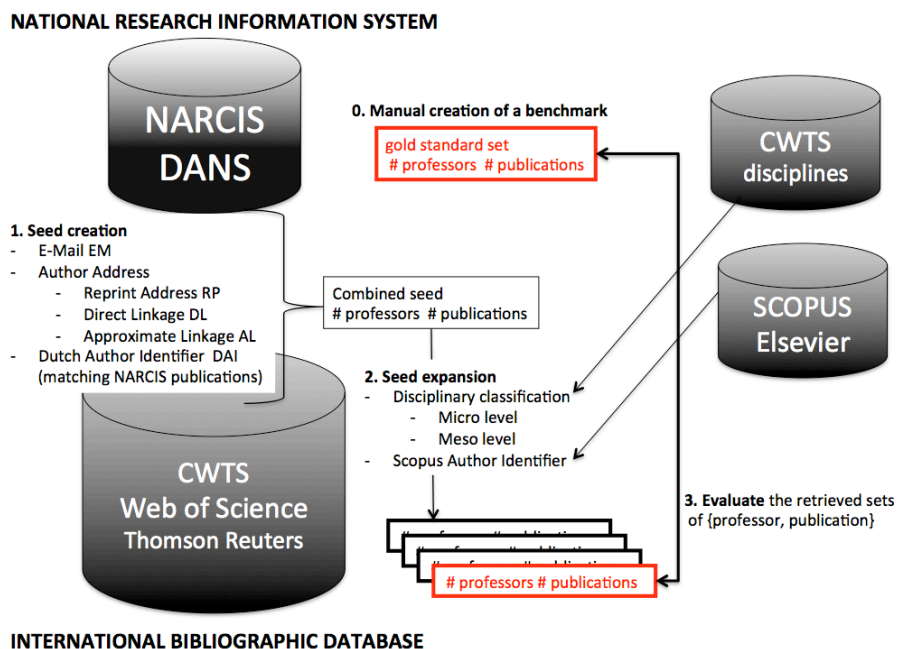 NATIONAL RESEARCH INFORMATION SYSTEM
NARCIS
DANS
0. Manual creation of a benchmark
gold standard set
# professors # publications
CWTS
disciplines
1. Seed creation
- E-Mail EM
- Author Address
- Reprint Address RP
- Direct Linkage DL
- Approximate Linkage AL
- Dutch Author Identifier DAI
(matching NARCIS publications)
Combined seed
# professors # publications
SCOPUS
Elsevier
2. Seed expansion
- Disciplinary classification
- Micro level
- Meso level
- Scopus Author Identifier
CWTS
Web of Science
Thomson Reuters
3. Evaluate the retrieved sets
of {professor, publication}
# professors # publications
INTERNATIONAL BIBLIOGRAPHIC DATABASE